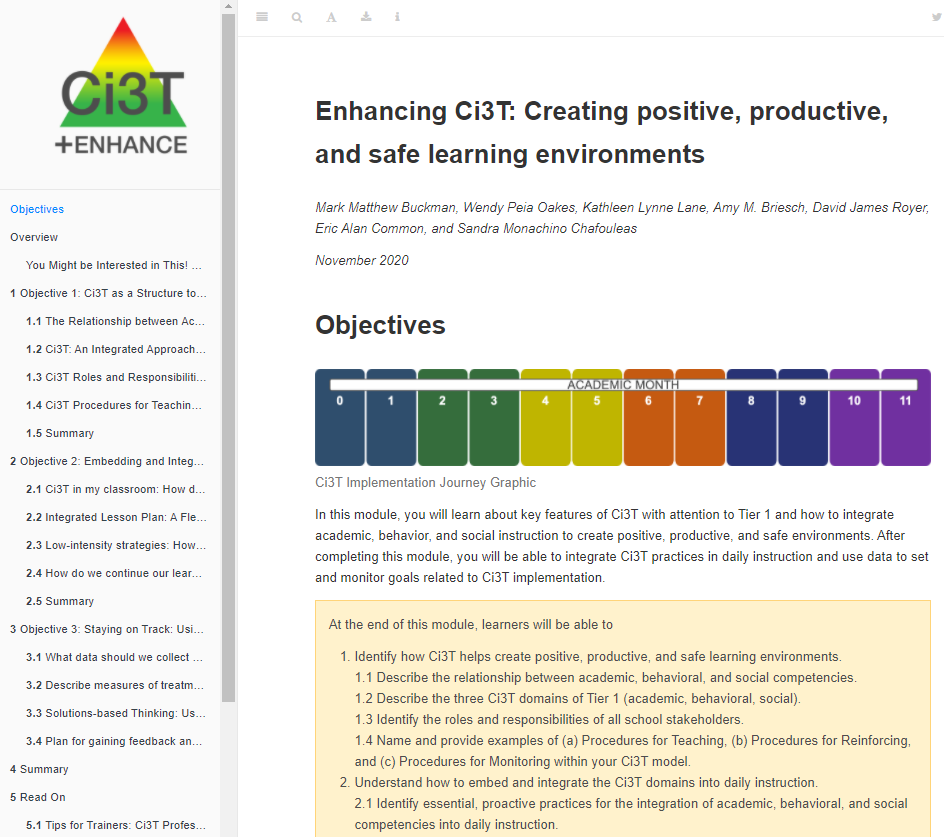 Ci3T
+ENHANCE
Objectives
Overview
You Might be Interested in This! ...
1 Objective 1: Ci3T as a Structure to...
1.1 The Relationship between Ac...
1.2 Ci3T: An Integrated Approach...
1.3 Ci3T Roles and Responsibiliti...
1.4 Ci3T Procedures for Teachin...
1.5 Summary
2 Objective 2: Embedding and Integ...
2.1 Ci3T in my classroom: How d...
2.2 Integrated Lesson Plan: A Fle...
2.3 Low-intensity strategies: How...
2.4 How do we continue our lear...
2.5 Summary
3 Objective 3: Staying on Track: Usi...
3.1 What data should we collect ...
3.2 Describe measures of treatm...
3.3 Solutions-based Thinking: Us...
3.4 Plan for gaining feedback an...
4 Summary
5 Read On
5.1 Tips for Trainers: Ci3T Profes...
A
i
Enhancing Ci3T: Creating positive, productive,
and safe learning environments
Mark Matthew Buckman, Wendy Peia Oakes, Kathleen Lynne Lane, Amy M. Briesch, David James Royer,
Eric Alan Common, and Sandra Monachino Chafouleas
November 2020
Objectives
ACADEMIC MONTH
0 1 2 3 4 5 6 7 8 9 10 11
Ci3T Implementation Journey Graphic
In this module, you will learn about key features of Ci3T with attention to Tier 1 and how to integrate
academic, behavior, and social instruction to create positive, productive, and safe environments. After
completing this module, you will be able to integrate Ci3T practices in daily instruction and use data to set
and monitor goals related to Ci3T implementation.
At the end of this module, learners will be able to
1. Identify how Ci3T helps create positive, productive, and safe learning environments.
1.1 Describe the relationship between academic, behavioral, and social competencies.
1.2 Describe the three Ci3T domains of Tier 1 (academic, behavioral, social).
1.3 Identify the roles and responsibilities of all school stakeholders.
1.4 Name and provide examples of (a) Procedures for Teaching, (b) Procedures for Reinforcing,
and (c) Procedures for Monitoring within your Ci3T model.
2. Understand how to embed and integrate the Ci3T domains into daily instruction.
2.1 Identify essential, proactive practices for the integration of academic, behavioral, and social
competencies into daily instruction.